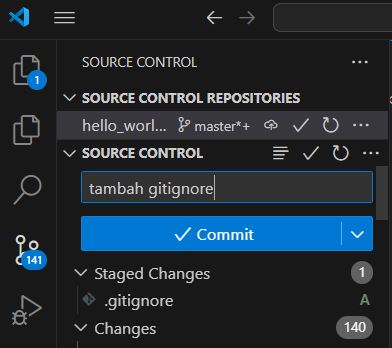 1
SOURCE CONTROL
SOURCE CONTROL REPOSITORIES
hello_worl... master*+
SOURCE CONTROL
tambah gitignore
Commit
141
Staged Changes 1
.gitignore A
Changes 140